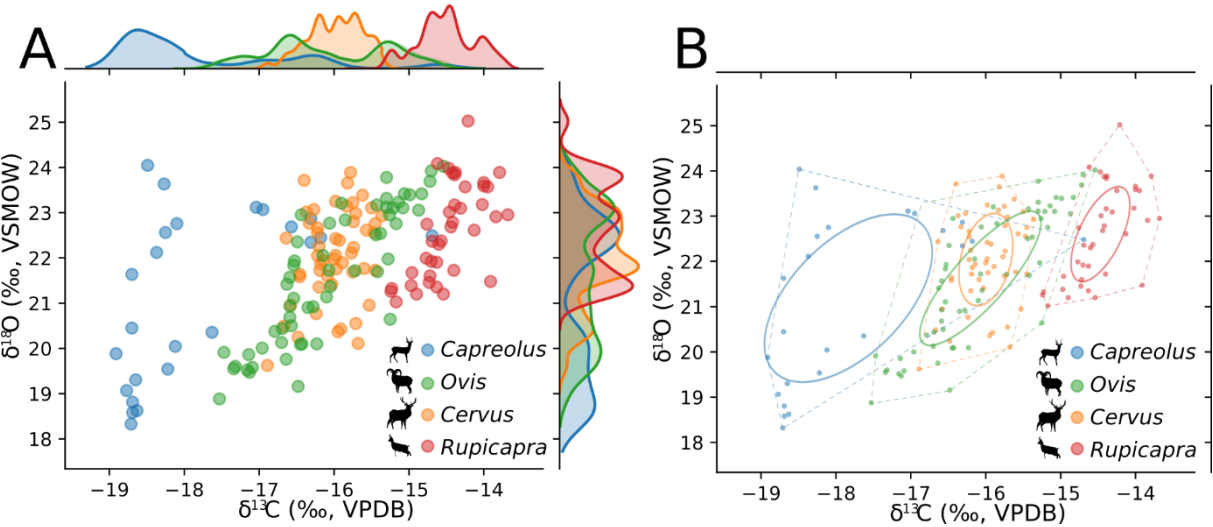 A
25
24
23
22
21
20
19
18
δ¹⁸O (‰, VSMOW)
−19
−18
−17
−16
−15
−14
δ¹³C (‰, VPDB)
Capreolus
Ovis
Cervus
Rupicapra
B
25
24
23
22
21
20
19
18
δ¹⁸O (‰, VSMOW)
−19
−18
−17
−16
−15
−14
δ¹³C (‰, VPDB)
Capreolus
Ovis
Cervus
Rupicapra